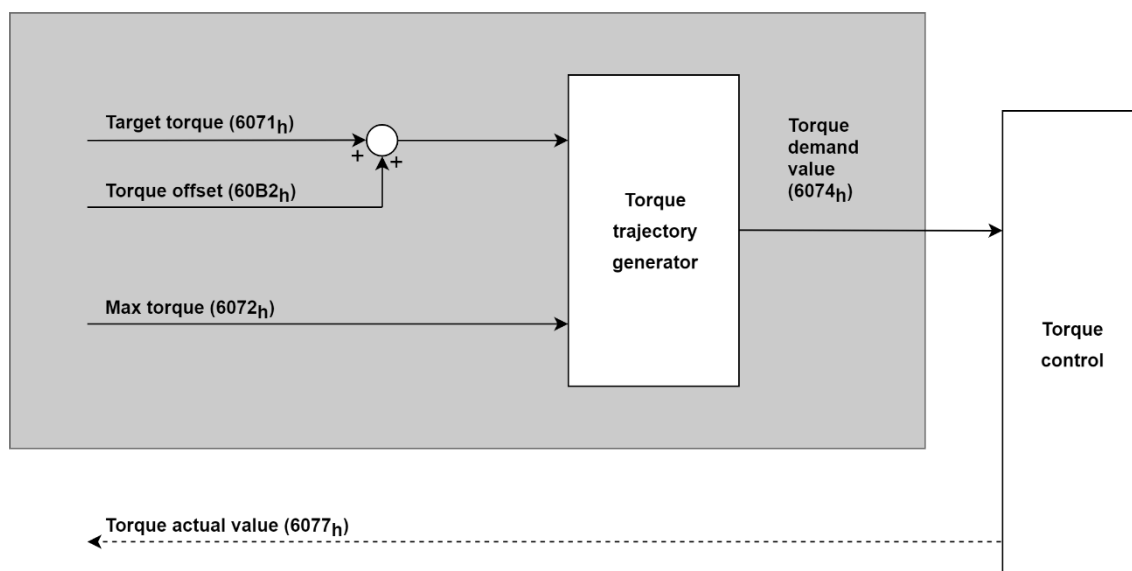 Target torque (6071h)
+
+
Torque offset (60B2h)
Max torque (6072h)
Torque
trajectory
generator
Torque
demand
value
(6074h)
Torque
control
Torque actual value (6077h)